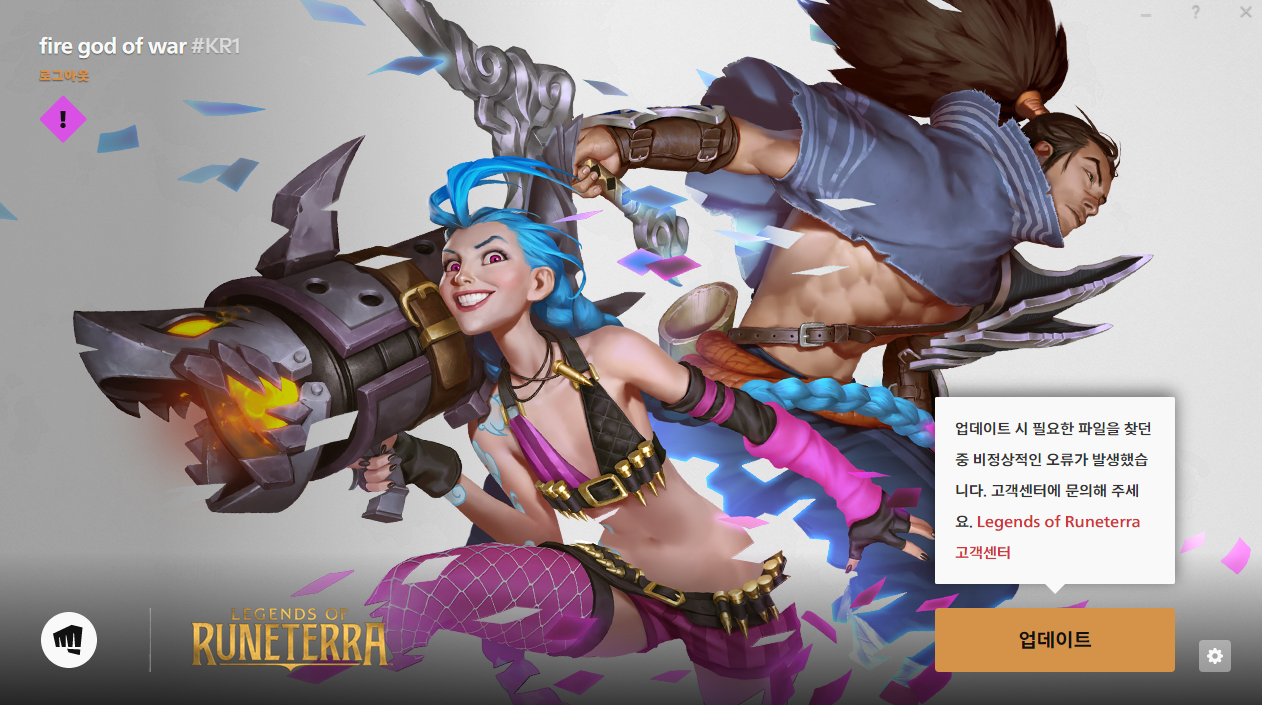 fire god of war #KR1
로그아웃
!
?
업데이트 시 필요한 파일을 찾던
중 비정상적인 오류가 발생했습
니다. 고객센터에 문의해 주세
요. Legends of Runeterra
고객센터
LEGENDS OF
RUNETERRA
업데이트